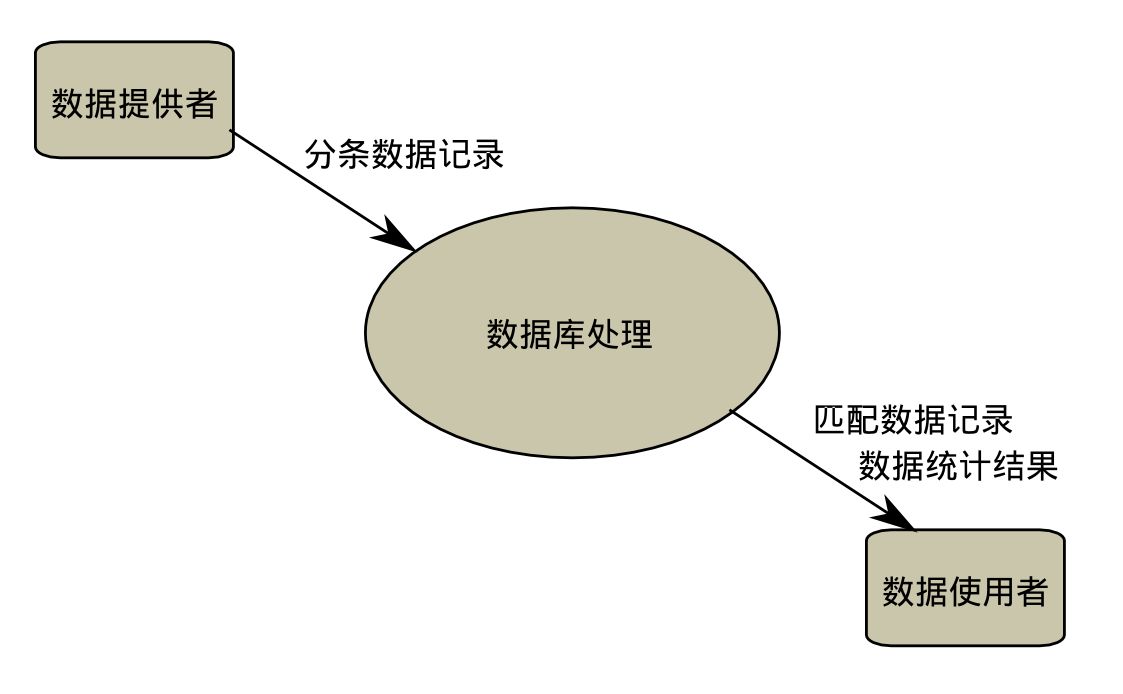 数据提供者
分条数据记录
数据库处理
匹配数据记录
数据统计结果
数据使用者